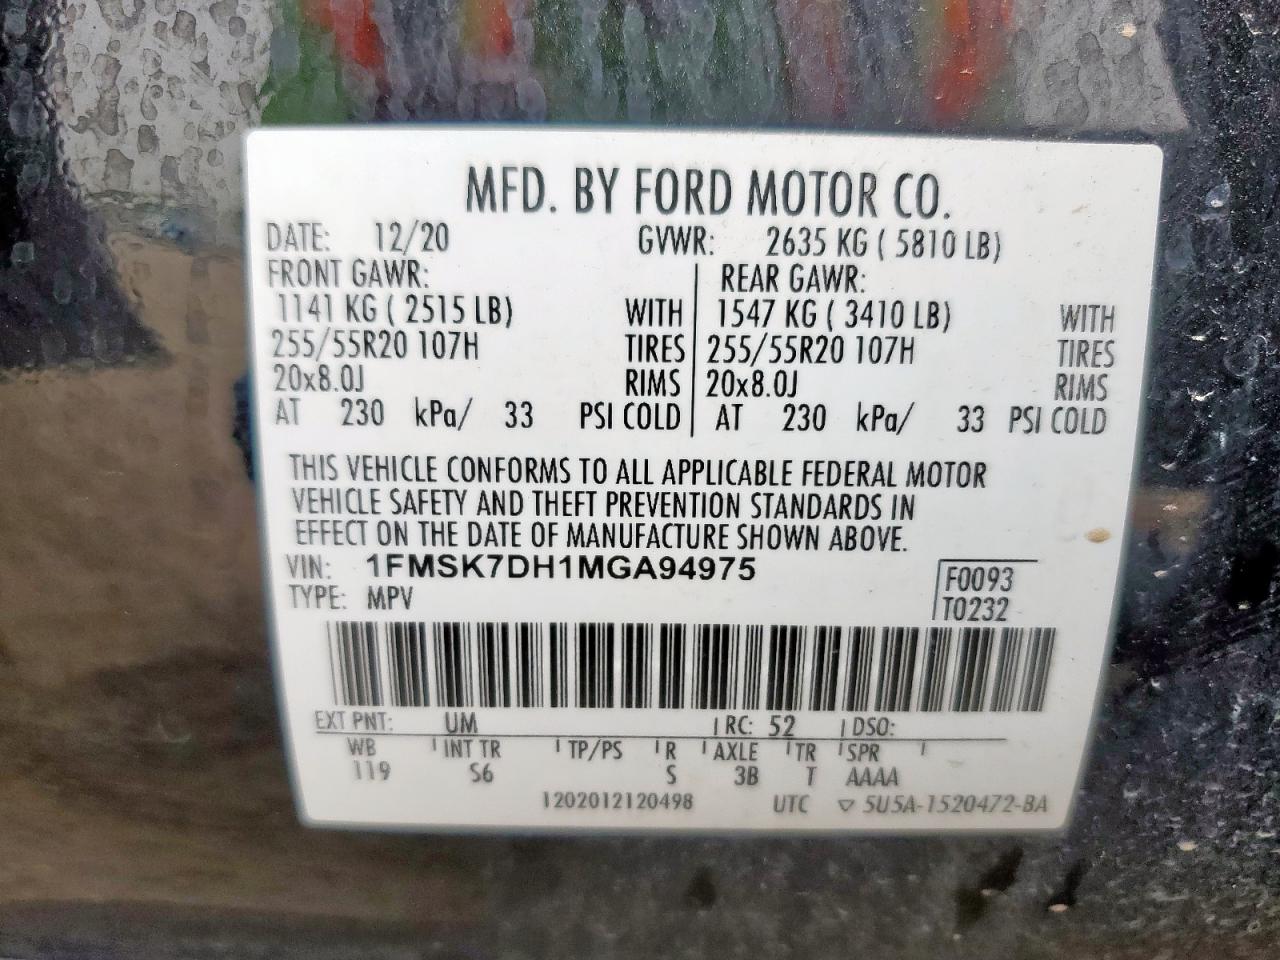 MFD. BY FORD MOTOR CO.
DATE: 12/20 GVWR: 2635 KG ( 5810 LB)
FRONT GAWR: REAR GAWR:
1141 KG ( 2515 LB) WITH 1547 KG ( 3410 LB) WITH
255/55R20 107H TIRES 255/55R20 107H TIRES
20x8.0J RIMS 20x8.0J RIMS
AT 230 kPa/ 33 PSI COLD AT 230 kPa/ 33 PSI COLD
THIS VEHICLE CONFORMS TO ALL APPLICABLE FEDERAL MOTOR
VEHICLE SAFETY AND THEFT PREVENTION STANDARDS IN
EFFECT ON THE DATE OF MANUFACTURE SHOWN ABOVE.
VIN: 1FMSK7DH1MGA94975
TYPE: MPV
F0093
T0232
EXT PNT: UM RC: 52 DSO:
WB INT TR TP/PS R AXLE TR SPR
119 S6 S 3B T AAAA
1202012120498 UTC ▽ 5U5A-1520472-BA